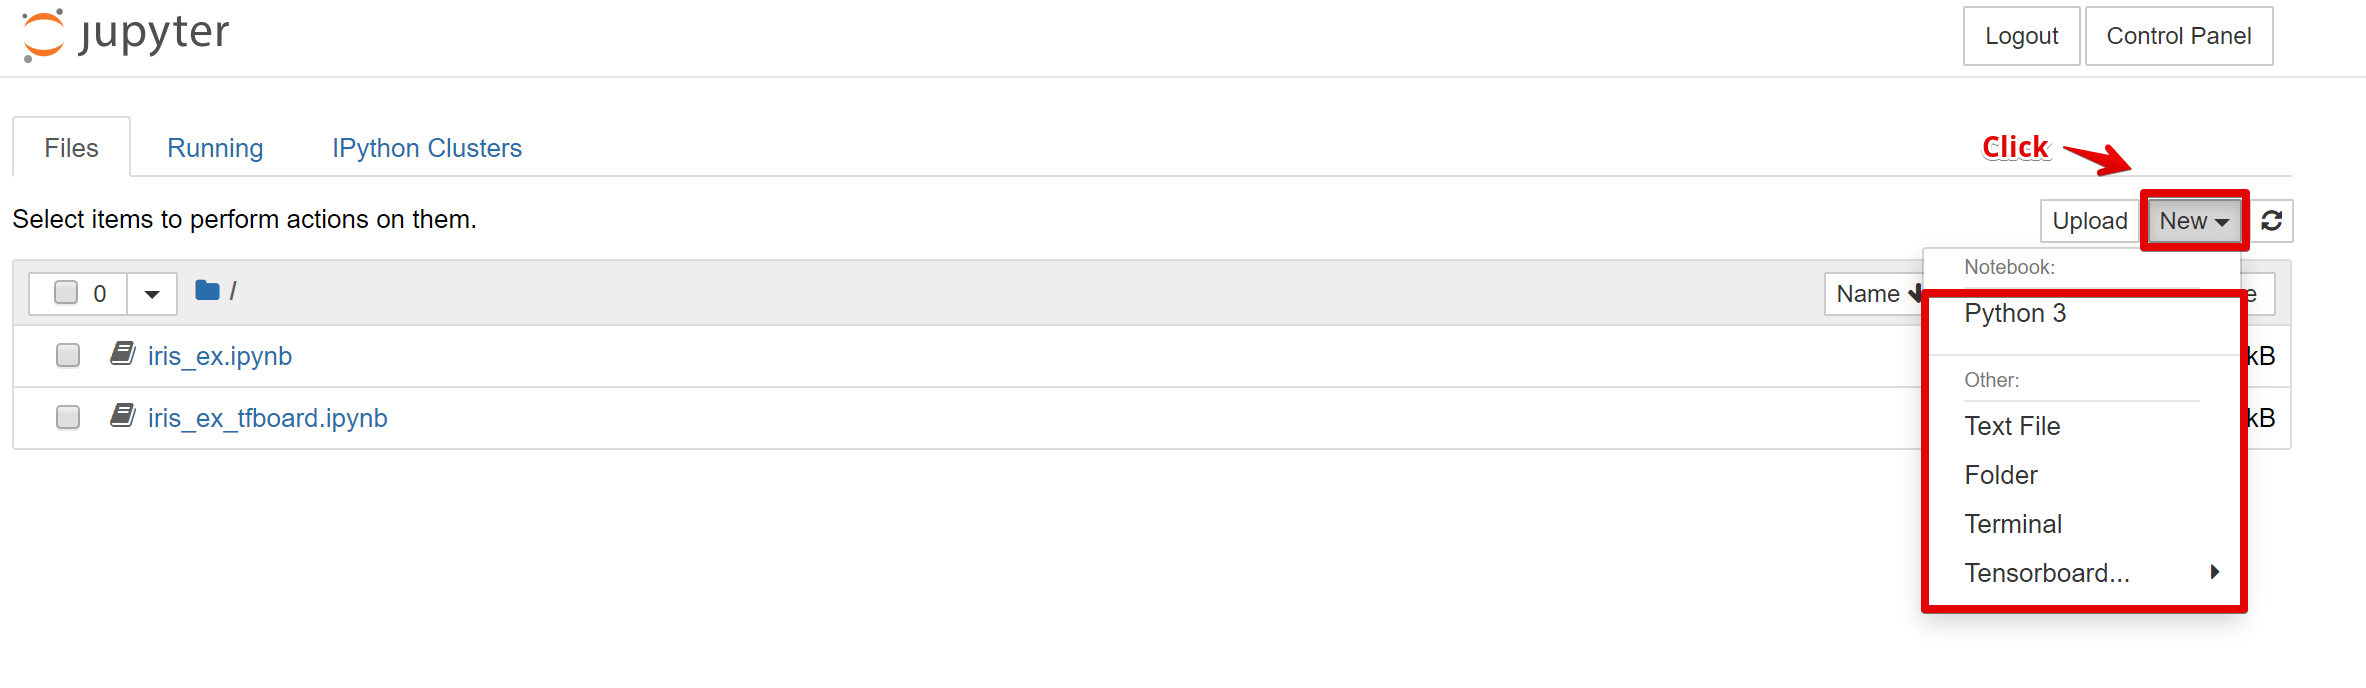 jupyter
Logout
Control Panel
Files
Running
IPython Clusters
Click
Select items to perform actions on them.
Upload
New
0
/
Name
e
Notebook:
Python 3
iris_ex.ipynb
kB
Other:
iris_ex_tfboard.ipynb
kB
Text File
Folder
Terminal
Tensorboard...